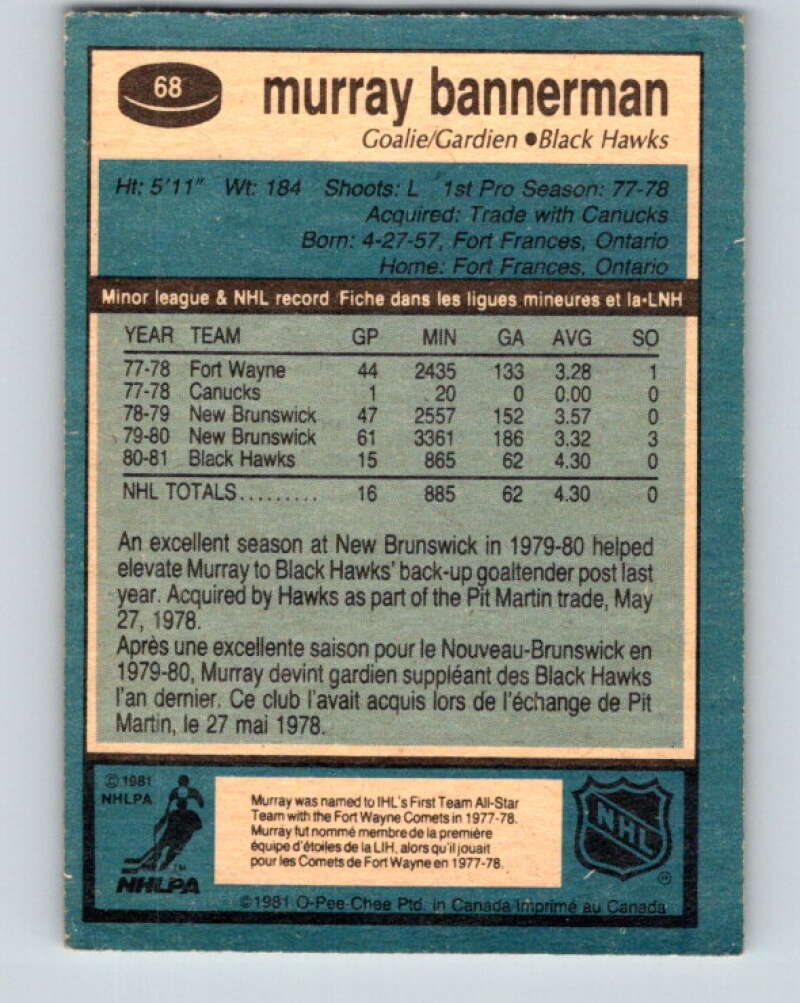 68
murray bannerman
Goalie/Gardien ●Black Hawks
Ht: 5'11" Wt: 184 Shoots: L 1st Pro Season: 77-78
Acquired: Trade with Canucks
Born: 4-27-57, Fort Frances, Ontario
Home: Fort Frances, Ontario
Minor league & NHL record Fiche dans les ligues mineures et la-LNH
YEAR TEAM GP MIN GA AVG SO
77-78 Fort Wayne 44 2435 133 3.28 1
77-78 Canucks 1 20 0 0.00 0
78-79 New Brunswick 47 2557 152 3.57 0
79-80 New Brunswick 61 3361 186 3.32 3
80-81 Black Hawks 15 865 62 4.30 0
NHL TOTALS......... 16 885 62 4.30 0
An excellent season at New Brunswick in 1979-80 helped
elevate Murray to Black Hawks' back-up goaltender post last
year. Acquired by Hawks as part of the Pit Martin trade, May
27, 1978.
Après une excellente saison pour le Nouveau-Brunswick en
1979-80, Murray devint gardien suppléant des Black Hawks
l'an dernier. Ce club l'avait acquis lors de l'échange de Pit
Martin, le 27 mai 1978.
© 1981
NHLPA
NHLPA
TM
Murray was named to IHL's First Team All-Star
Team with the Fort Wayne Comets in 1977-78.
Murray fut nommé membre de la première
équipe d'étoiles de la LIH, alors qu'il jouait
pour les Comets de Fort Wayne en 1977-78.
NHL
©1981 O-Pee-Chee Ptd. in Canada Imprimé au Canada